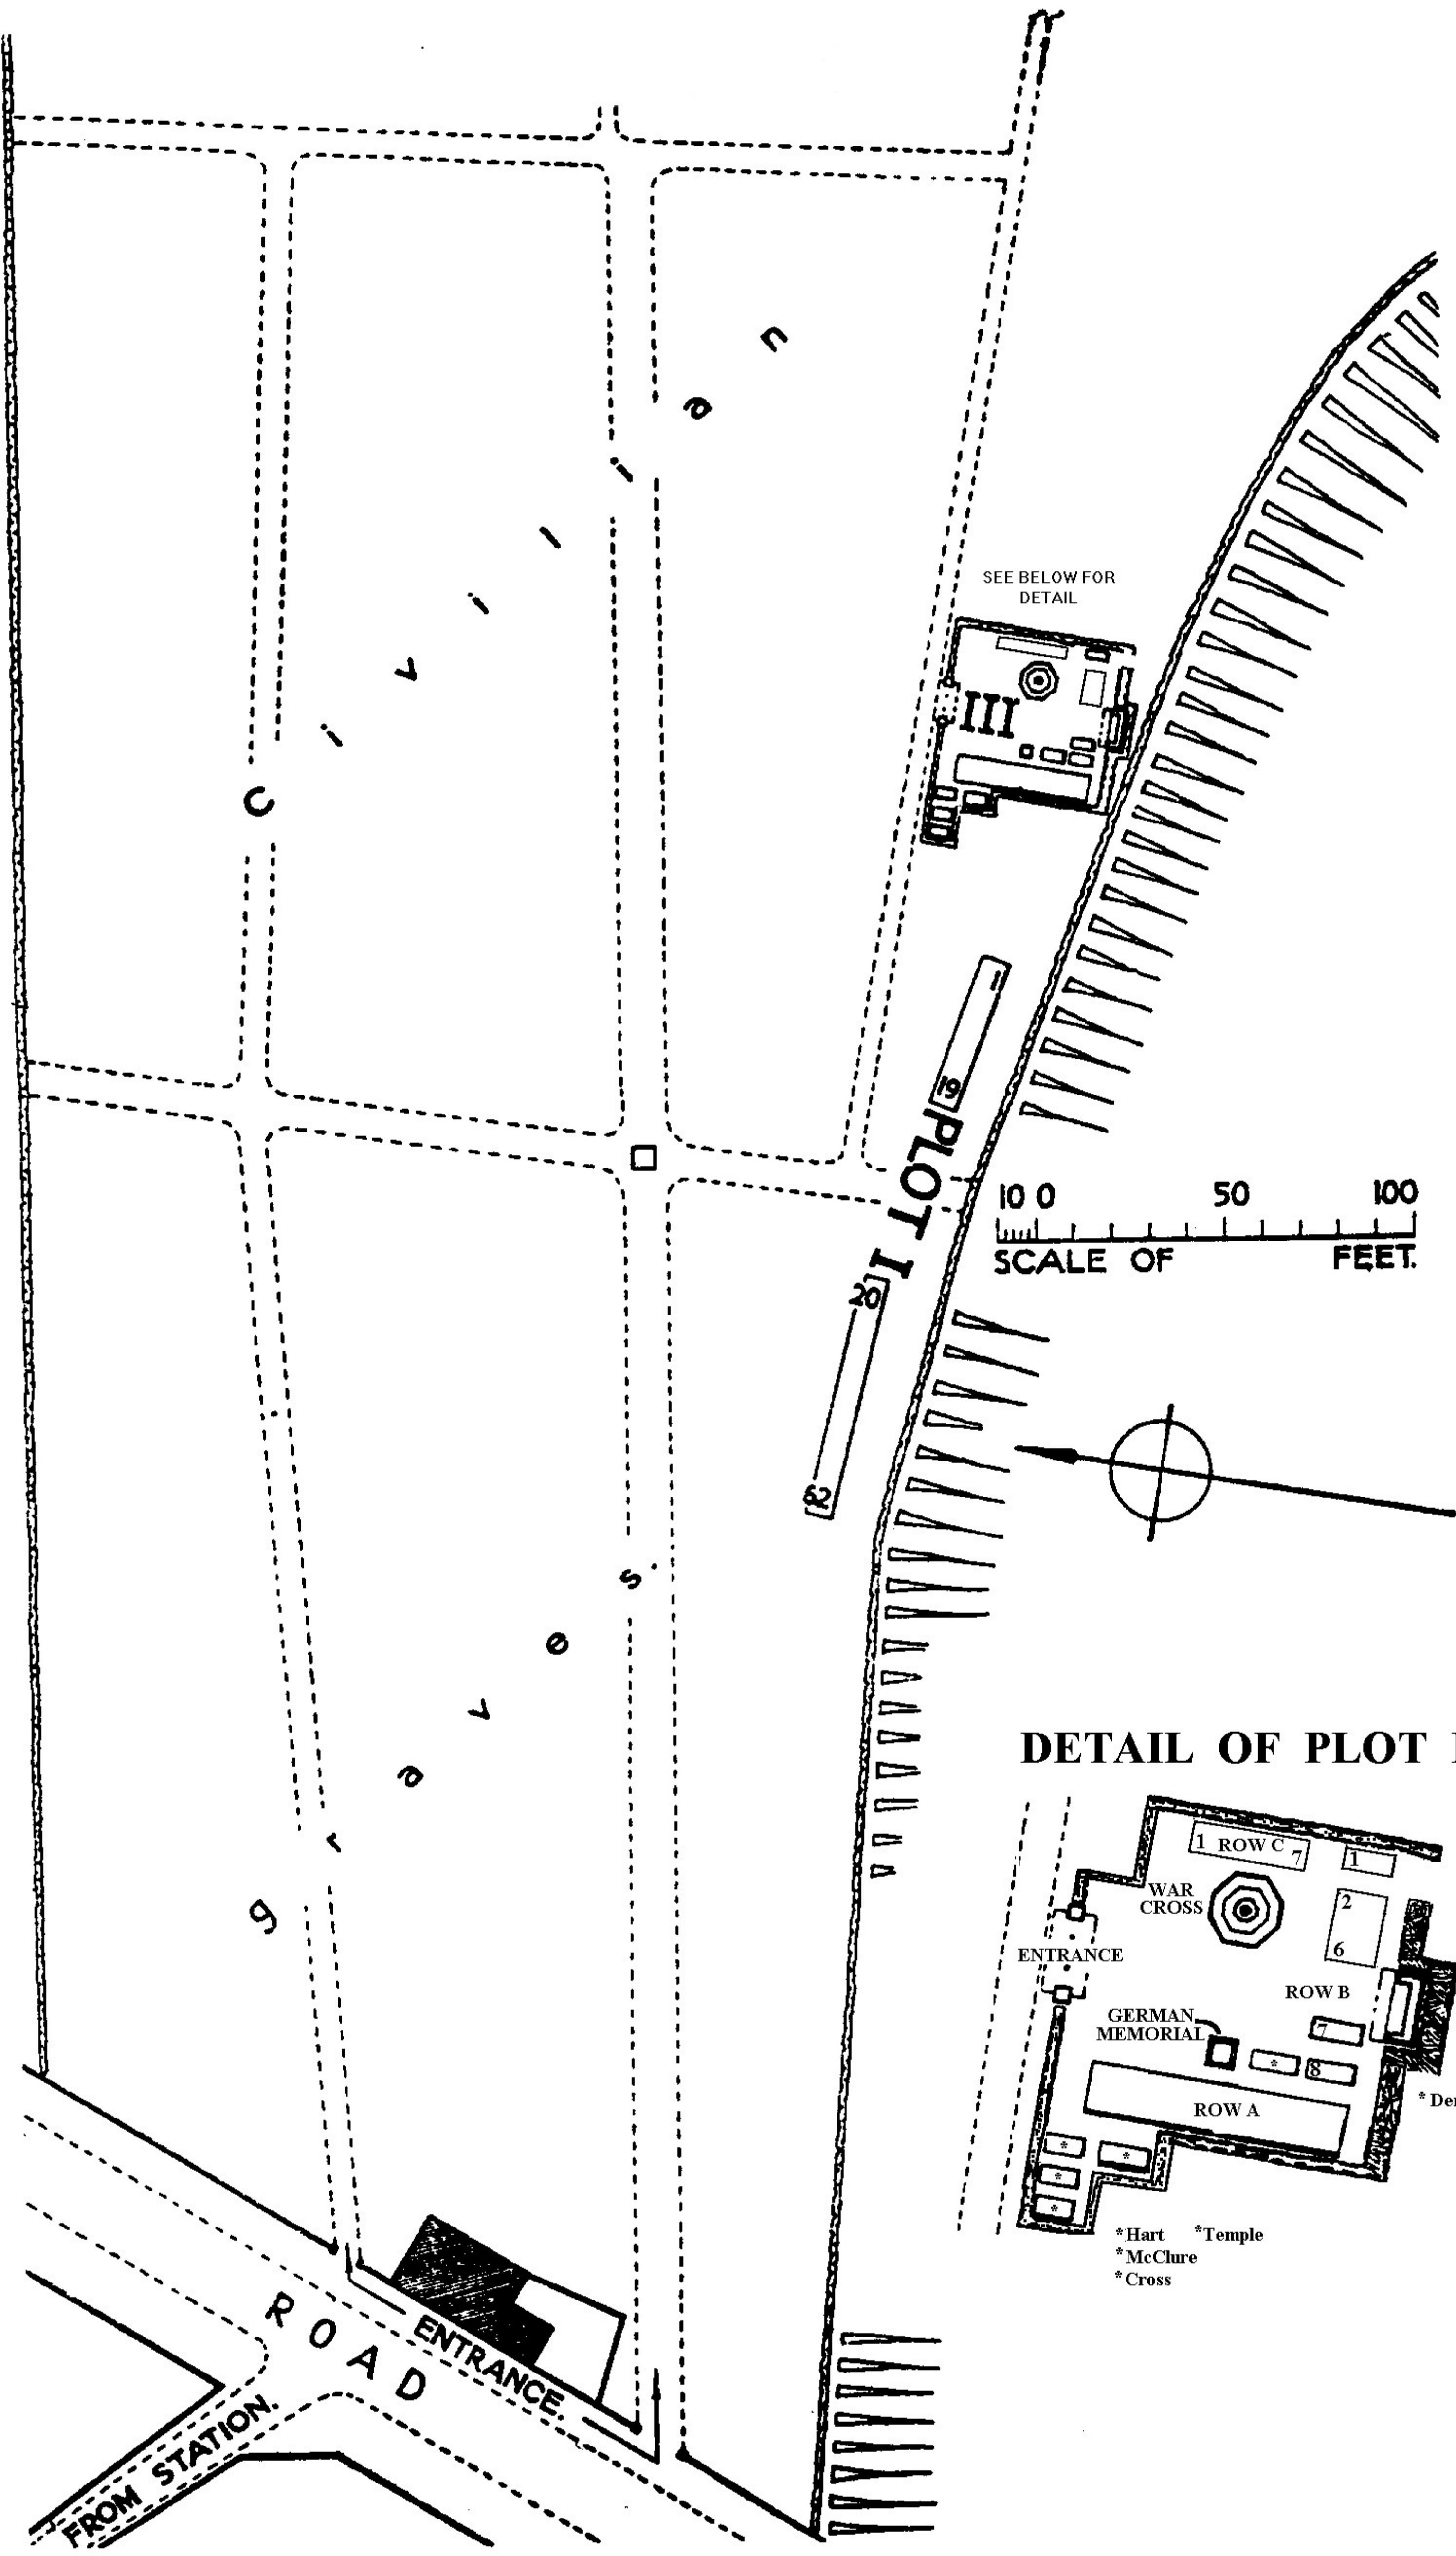 Civilian
SEE BELOW FOR
DETAIL
III
1
19
PLOT I
20
62
10 0 50 100
SCALE OF FEET.
graves.
DETAIL OF PLOT
1 ROW C 7
1
WAR
CROSS
2
6
ENTRANCE
ROW B
GERMAN
MEMORIAL
7
*
8
ROW A
* * 
*
*
*Hart *Temple
*McClure
*Cross
ROAD
ENTRANCE.
FROM STATION.